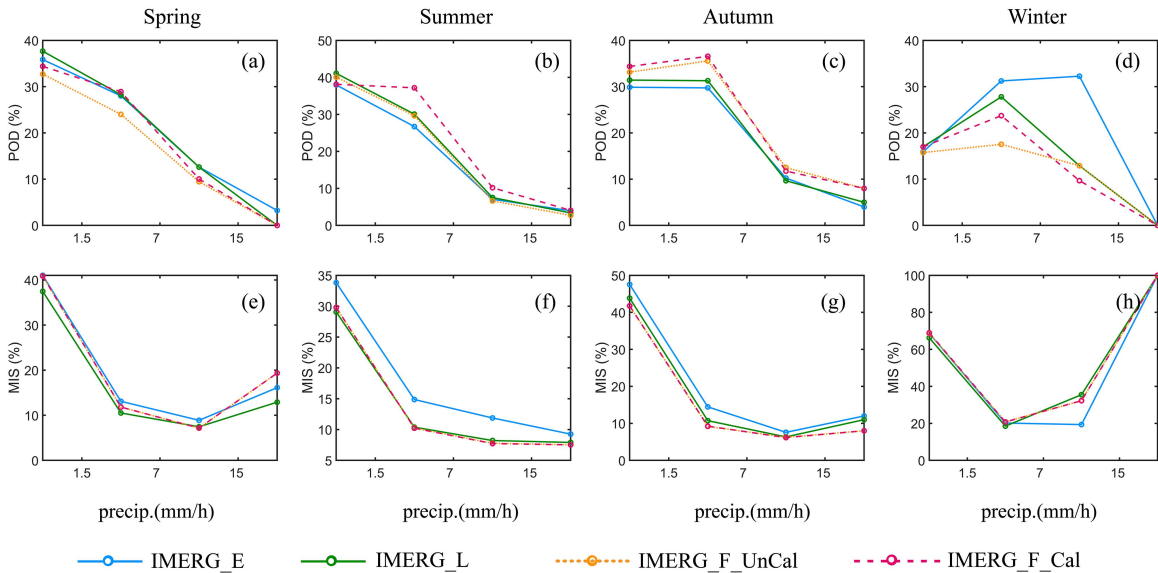 Spring
Summer
Autumn
Winter
40
30
20
10
0
POD (%)
(a)
1.5
7
15
50
40
30
20
10
0
POD (%)
(b)
1.5
7
15
40
30
20
10
0
POD (%)
(c)
1.5
7
15
40
30
20
10
0
POD (%)
(d)
1.5
7
15
40
30
20
10
0
MIS (%)
(e)
1.5
7
15
35
30
25
20
15
10
5
MIS (%)
(f)
1.5
7
15
50
40
30
20
10
0
MIS (%)
(g)
1.5
7
15
100
80
60
40
20
0
MIS (%)
(h)
1.5
7
15
precip.(mm/h)
precip.(mm/h)
precip.(mm/h)
precip.(mm/h)
IMERG_E
IMERG_L
IMERG_F_UnCal
IMERG_F_Cal